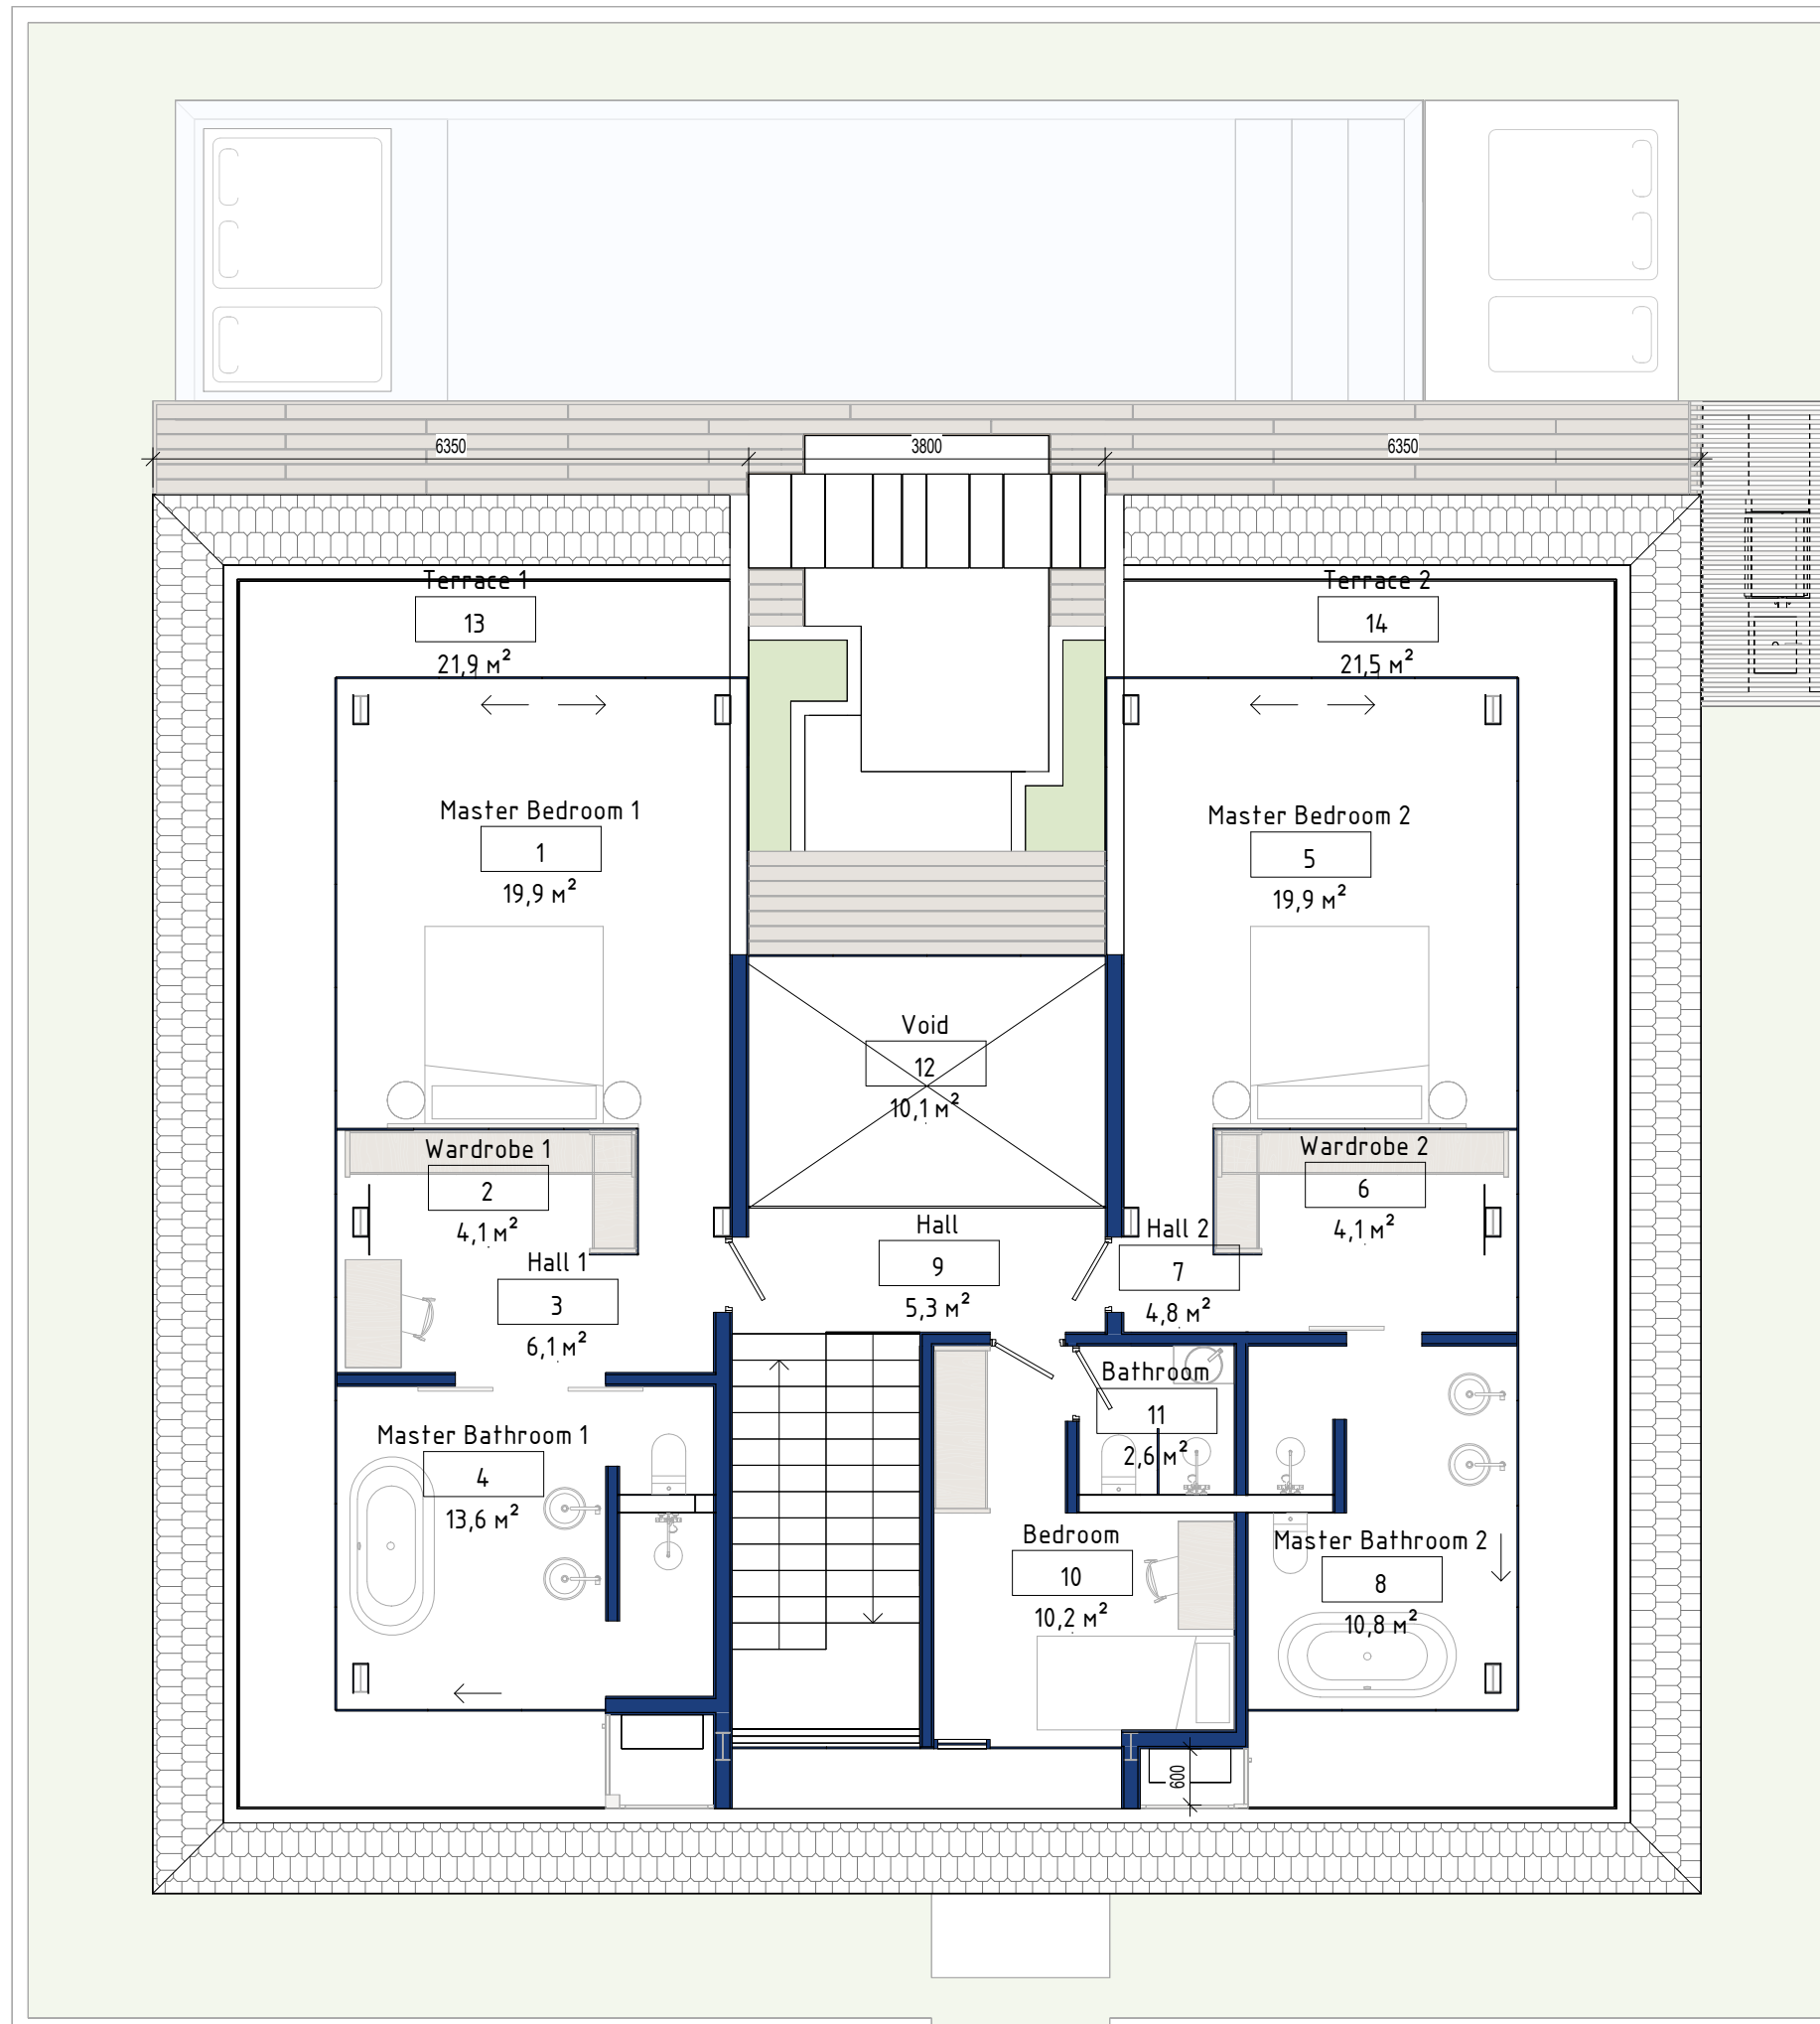 6350
3800
6350
Terrace 1
13
21,9 м²
Terrace 2
14
21,5 м²
Master Bedroom 1
1
19,9 м²
Master Bedroom 2
5
19,9 м²
Void
12
10,1 м²
Wardrobe 1
2
4,1 м²
Wardrobe 2
6
4,1 м²
Hall 1
3
6,1 м²
Hall
9
5,3 м²
Hall 2
7
4,8 м²
Master Bathroom 1
4
13,6 м²
Bathroom
11
2,6 м²
Bedroom
10
10,2 м²
Master Bathroom 2
8
10,8 м²
600